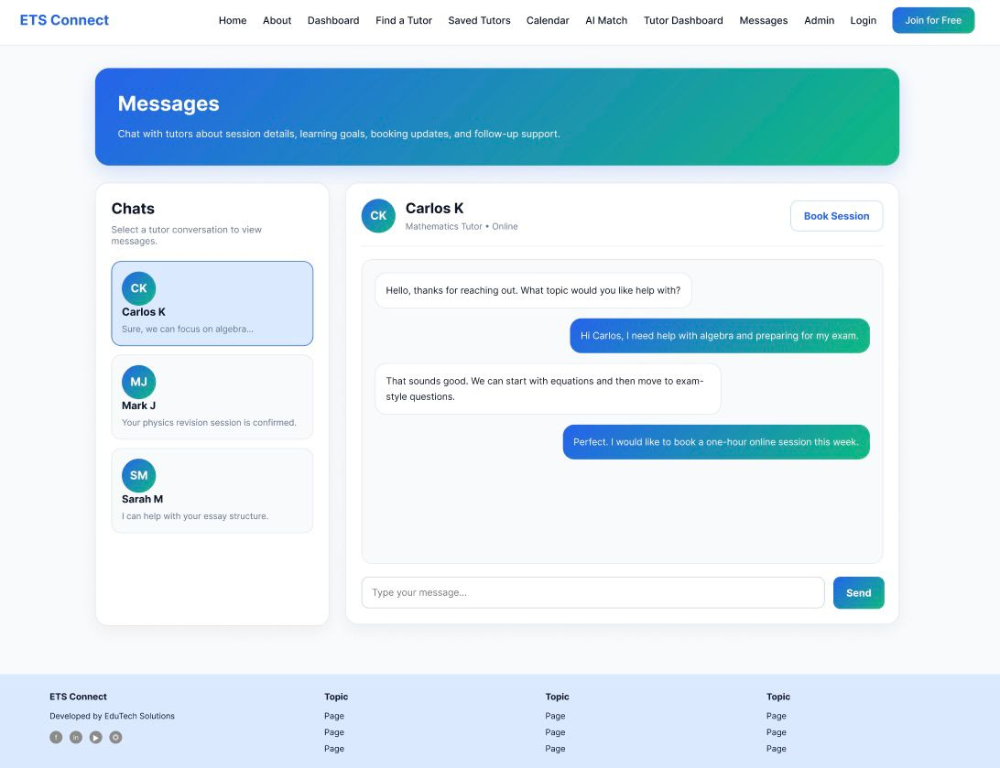 ETS Connect
Home About Dashboard Find a Tutor Saved Tutors Calendar AI Match Tutor Dashboard Messages Admin Login Join for Free
Messages
Chat with tutors about session details, learning goals, booking updates, and follow-up support.
Chats
Select a tutor conversation to view
messages.
CK
Carlos K
Sure, we can focus on algebra...
MJ
Mark J
Your physics revision session is confirmed.
SM
Sarah M
I can help with your essay structure.
CK
Carlos K
Mathematics Tutor • Online
Book Session
Hello, thanks for reaching out. What topic would you like help with?
Hi Carlos, I need help with algebra and preparing for my exam.
That sounds good. We can start with equations and then move to exam-
style questions.
Perfect. I would like to book a one-hour online session this week.
Type your message...
Send
ETS Connect
Developed by EduTech Solutions
f in
Topic
Page
Page
Page
Topic
Page
Page
Page
Topic
Page
Page
Page